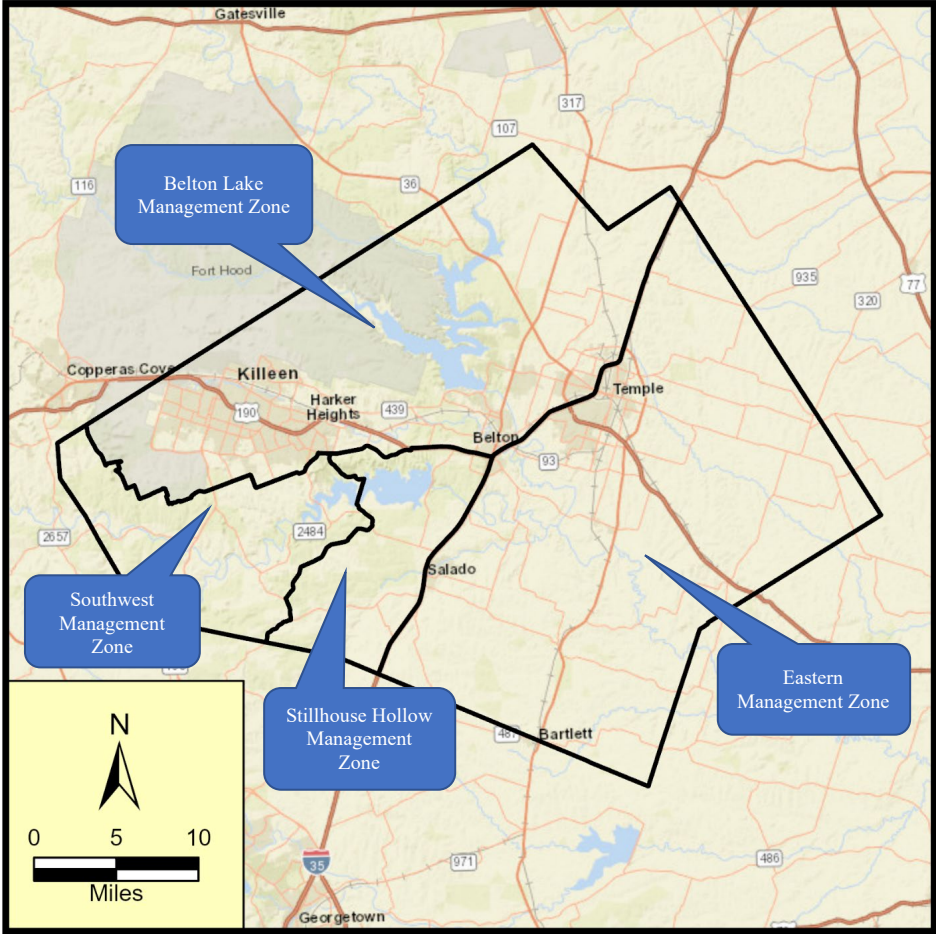 Gatesville
317
107
116
36
Belton Lake
Management Zone
Fort Hood
935
77
320
Copperas Cove
Killeen
Temple
Harker
Heights
439
190
Belton
93
2484
2657
Salado
Southwest
Management
Zone
Eastern
Management Zone
Stillhouse Hollow
Management
Zone
487
Bartlett
N
0 5 10
Miles
35
971
486
Georgetown